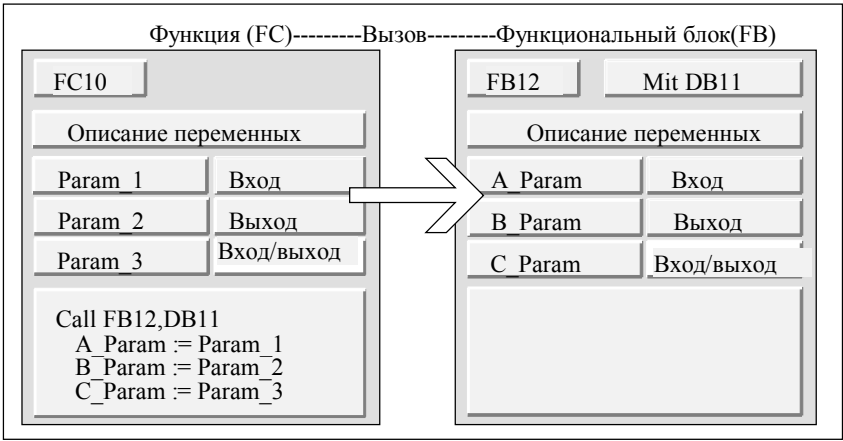 Функция (FC)---------Вызов---------Функциональный блок(FB)
FC10
Описание переменных
Param_1 Вход
Param_2 Выход
Param_3 Вход/выход
Call FB12,DB11
A_Param := Param_1
B_Param := Param_2
C_Param := Param_3
FB12 Mit DB11
Описание переменных
A_Param Вход
B_Param Выход
C_Param Вход/выход